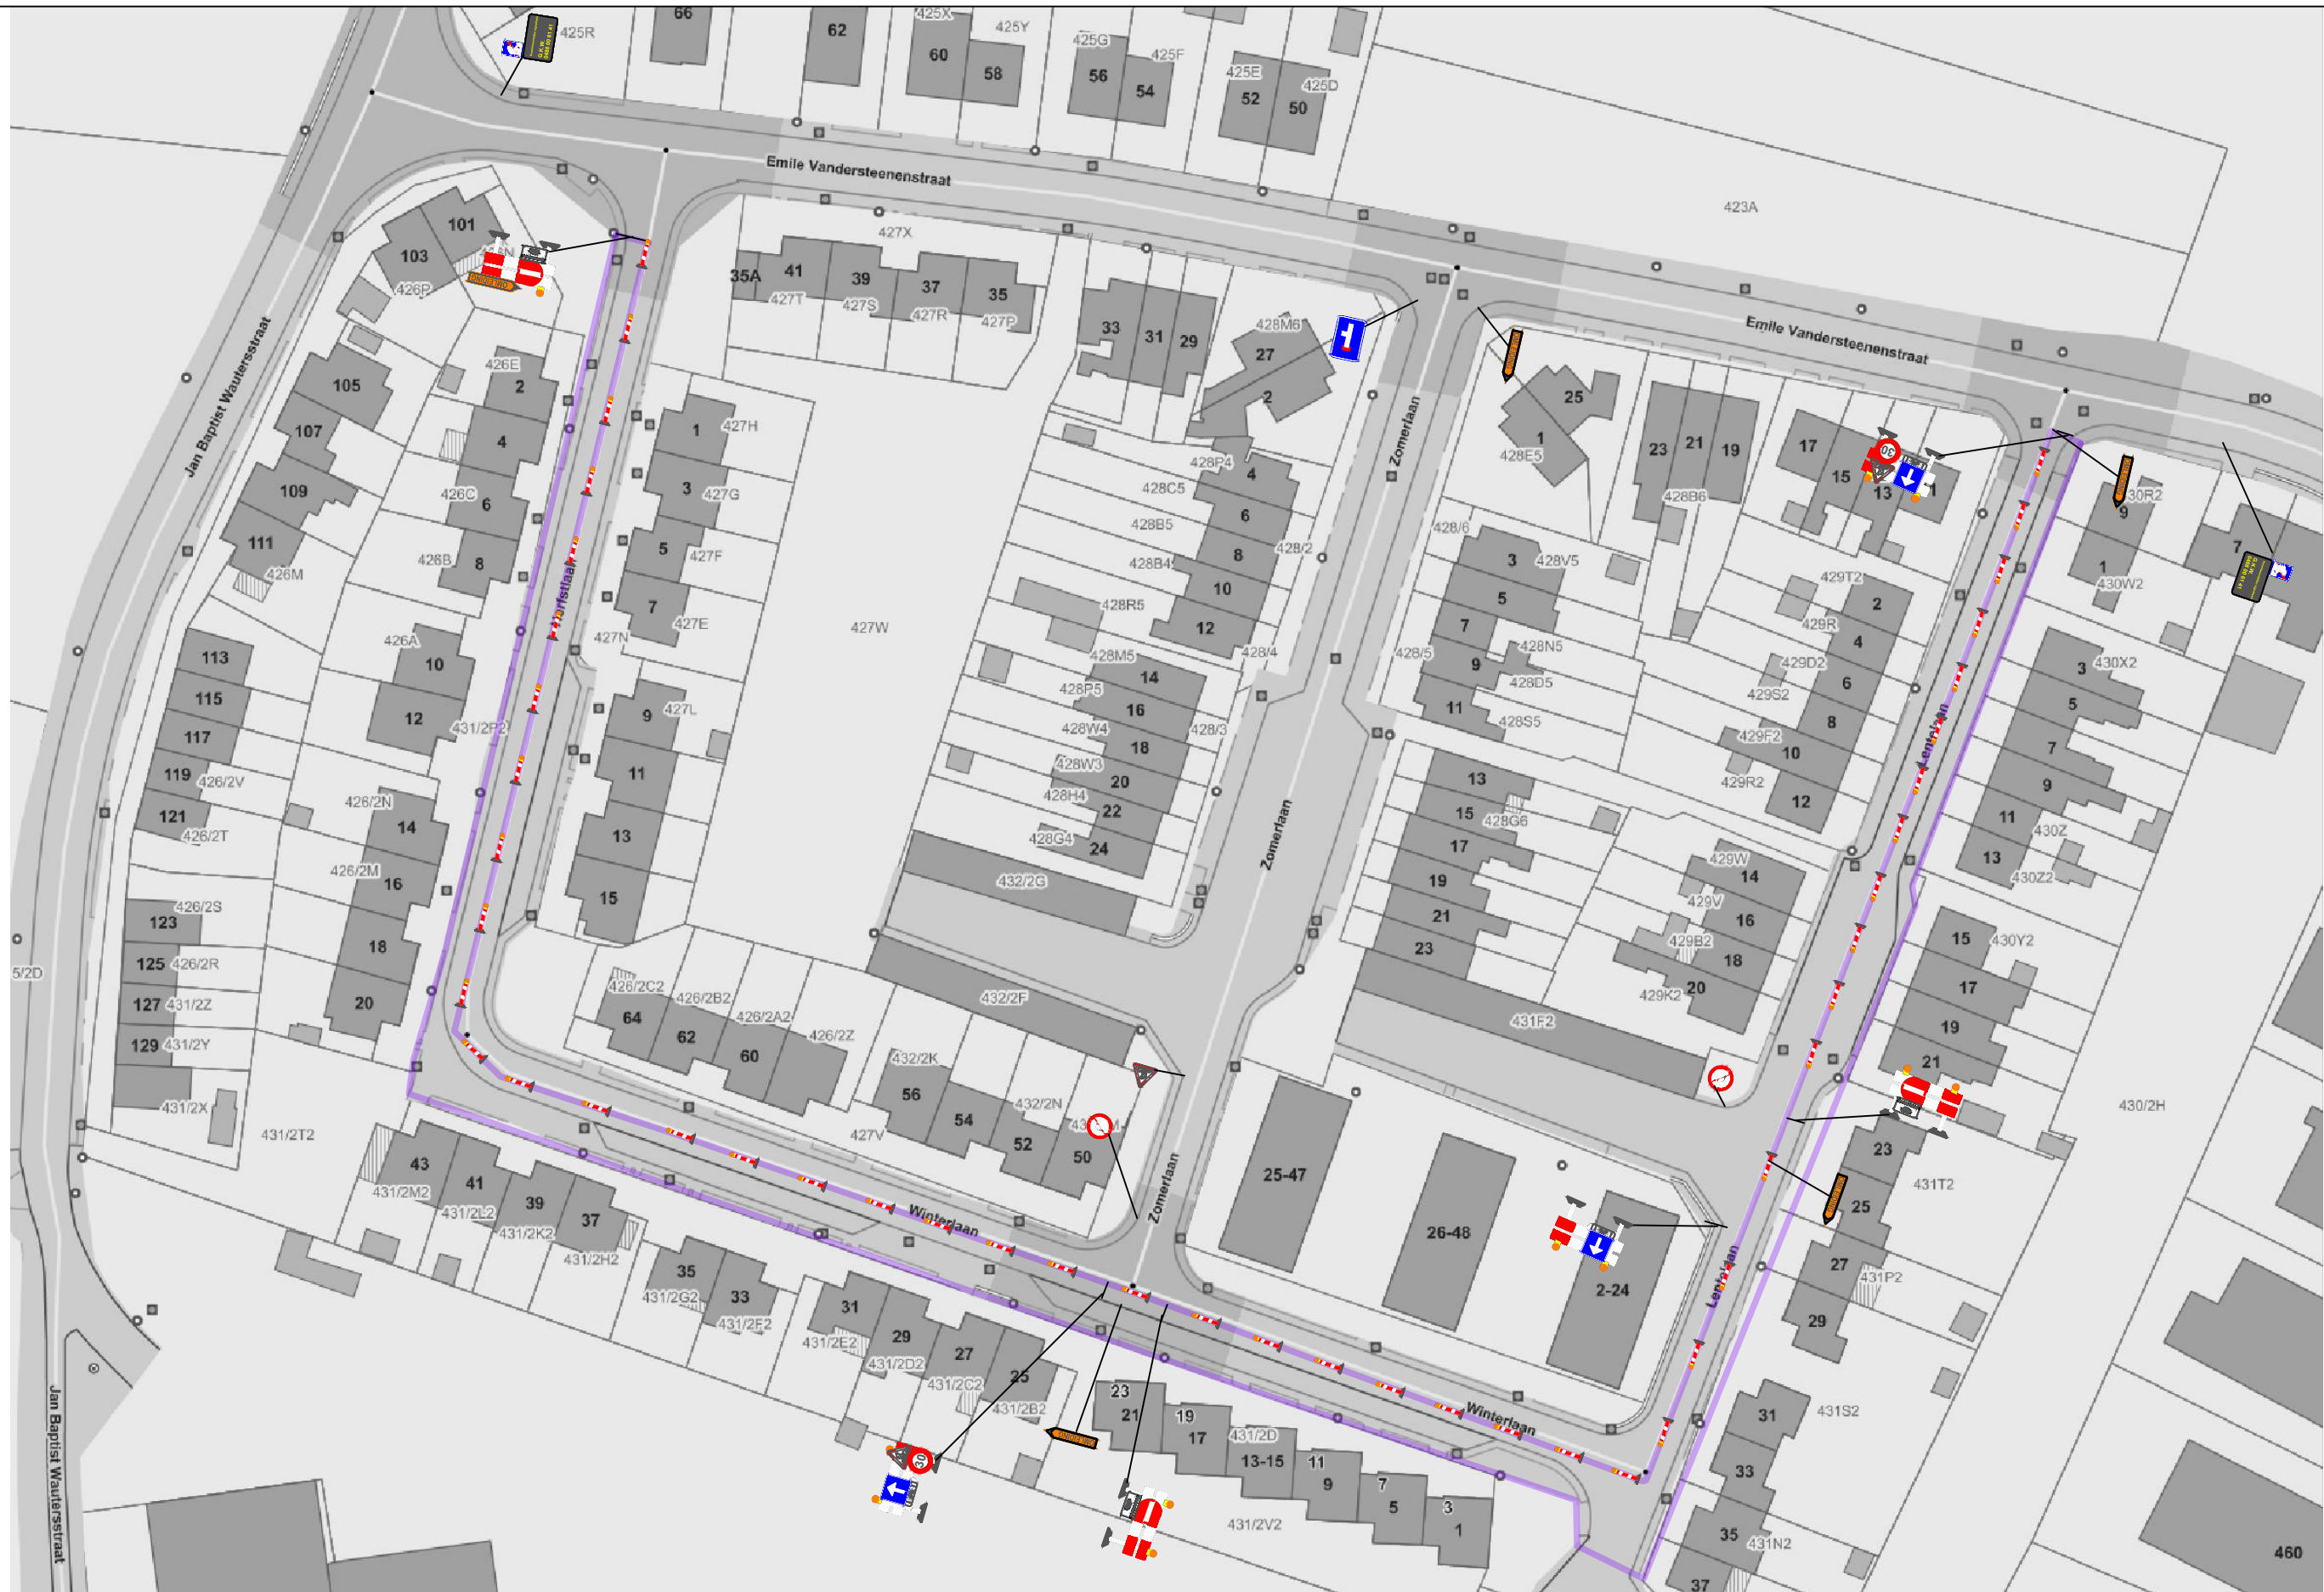 66
425R
62
425X
60
425Y
58
425G
56
425F
54
425E
52
425D
50
Emile Vandersteenenstraat
423A
101
103
426P
427X
35A
41
39
37
35
427T
427S
427R
427P
33
31
29
428M6
27
2
Emile Vandersteenenstraat
Jan Baptist Wautersstraat
Zomerlaan
25
1
428E5
23
21
19
17
15
13
430R2
9
1
430W2
7
428B6
105
107
109
111
426M
426E
2
4
426C
6
426B
8
1
427H
3
427G
5
427F
7
427E
427N
427W
428P4
4
428C5
6
428B5
8
428/2
428B4
10
428R5
12
428/4
428M5
14
428P5
16
428W4
18
428/3
428W3
20
428H4
22
428G4
24
428/6
3
428V5
5
7
428N5
428/5
9
428D5
11
428S5
13
15
428G6
17
19
21
23
429T2
2
429R
4
429D2
6
429S2
8
429F2
10
429R2
12
Lentelaan
3
430X2
5
7
9
11
430Z
13
430Z2
113
115
117
119
426/2V
121
426/2T
426A
10
12
431/2P2
426/2N
14
426/2M
16
18
20
9
427L
11
13
15
432/2G
Zomerlaan
429W
14
429V
16
429B2
18
429K2
20
15
430Y2
17
19
21
430/2H
123
426/2S
125
426/2R
127
431/2Z
129
431/2Y
431/2X
5/2D
431/2T2
426/2C2
64
426/2B2
62
426/2A2
60
426/2Z
432/2F
432/2K
56
54
432/2N
52
50
427V
431F2
Zomerlaan
25-47
26-48
2-24
Lentelaan
23
431T2
25
27
431P2
29
43
431/2M2
41
431/2L2
39
431/2K2
37
431/2H2
Winterlaan
35
431/2G2
33
431/2F2
31
431/2E2
29
431/2D2
27
431/2C2
25
431/2B2
23
21
19
17
431/2D
13-15
11
9
7
5
3
1
431/2V2
Winterlaan
31
431S2
33
35
431N2
37
460
Jan Baptist Wautersstraat